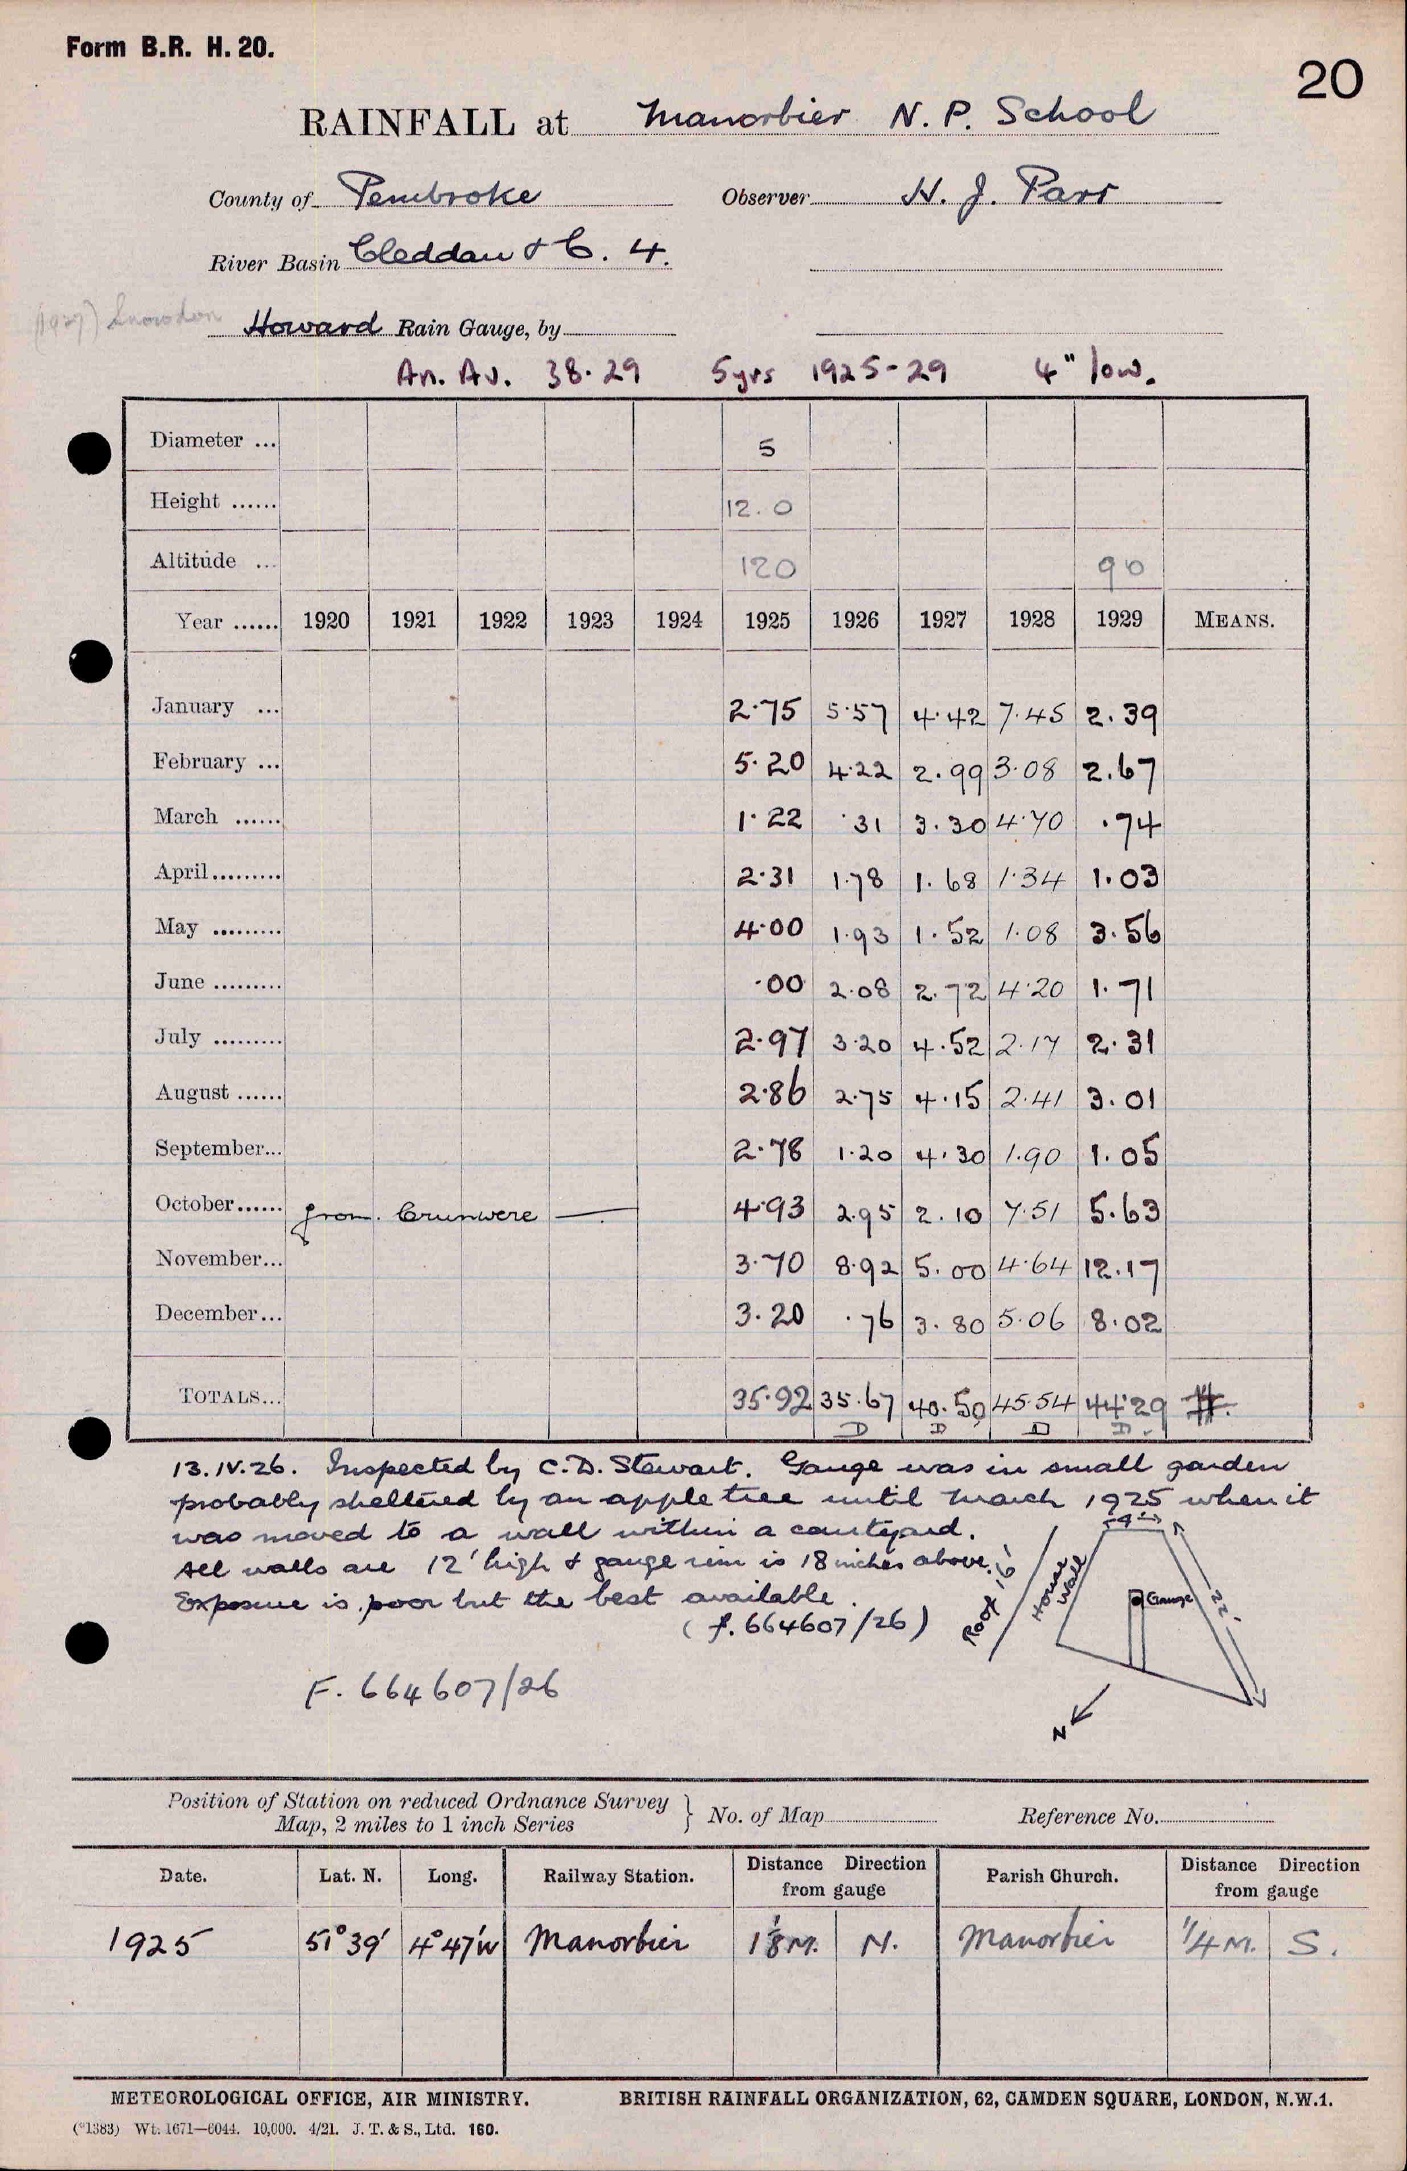 Form B.R. H. 20.
20
RAINFALL at Manorbier N. P. School
County of Pembroke Observer H. J. Parr
River Basin Cleddau & C. 4.
(1927) Snowdon
Howard Rain Gauge, by
An. Av. 38.29 5yrs 1925-29 4" low.
Diameter ... 5
Height ...... 12.0
Altitude ... 120 90
Year ...... 1920 1921 1922 1923 1924 1925 1926 1927 1928 1929 MEANS.
January ... 2.75 5.57 4.42 7.45 2.39
February ... 5.20 4.22 2.99 3.08 2.67
March ...... 1.22 .31 3.30 4.70 .74
April......... 2.31 1.78 1.68 1.34 1.03
May ......... 4.00 1.93 1.52 1.08 3.56
June ......... .00 2.08 2.72 4.20 1.71
July ......... 2.97 3.20 4.52 2.17 2.31
August ...... 2.86 2.75 4.15 2.41 3.01
September... 2.78 1.20 4.30 1.90 1.05
October...... from Crunwere — 4.93 2.95 2.10 7.51 5.63
November... 3.70 8.92 5.00 4.64 12.17
December... 3.20 .76 3.80 5.06 8.02
TOTALS... 35.92 35.67 40.50 45.54 44.29
D D D D.
13.IV.26. Inspected by C.D. Stewart. Gauge was in small garden
probably sheltered by an apple tree until March 1925 when it
was moved to a wall within a courtyard.
All walls are 12' high & gauge rim is 18 inches above.
Exposure is poor but the best available.
(f. 664607/26)
4'
Roof 16'
House Wall
Gauge
22'
N
F. 664607/26
Position of Station on reduced Ordnance Survey
Map, 2 miles to 1 inch Series } No. of Map Reference No.
Date. Lat. N. Long. Railway Station. Distance Direction from gauge Parish Church. Distance Direction from gauge
1925 51°39' 4°47'W Manorbier 1⅛M. N. Manorbier 1/4 M. S.
METEOROLOGICAL OFFICE, AIR MINISTRY. BRITISH RAINFALL ORGANIZATION, 62, CAMDEN SQUARE, LONDON, N.W.1.
(*1383) Wt. 1671—6044. 10,000. 4/21. J. T. & S., Ltd. 160.